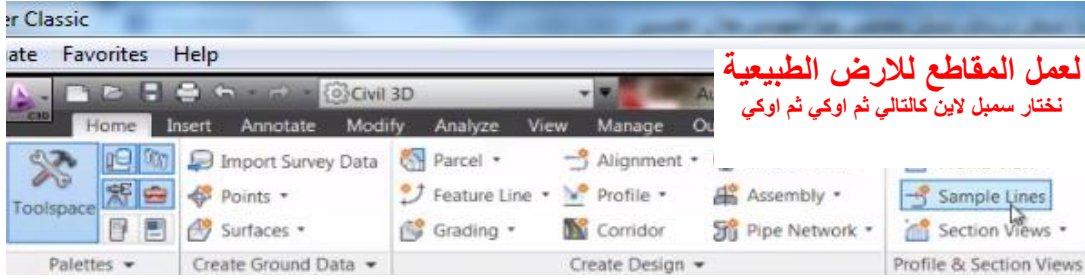 er Classic
ate Favorites Help
لعمل المقاطع للارض الطبيعية
نختار سمبل لاين كالتالي ثم اوكي ثم اوكي
Civil 3D
Home Insert Annotate Modify Analyze View Manage Ou
Import Survey Data Parcel Alignment
Toolspace Points Feature Line Profile Assembly Sample Lines
Surfaces Grading Corridor Pipe Network Section Views
Palettes Create Ground Data Create Design Profile & Section Views